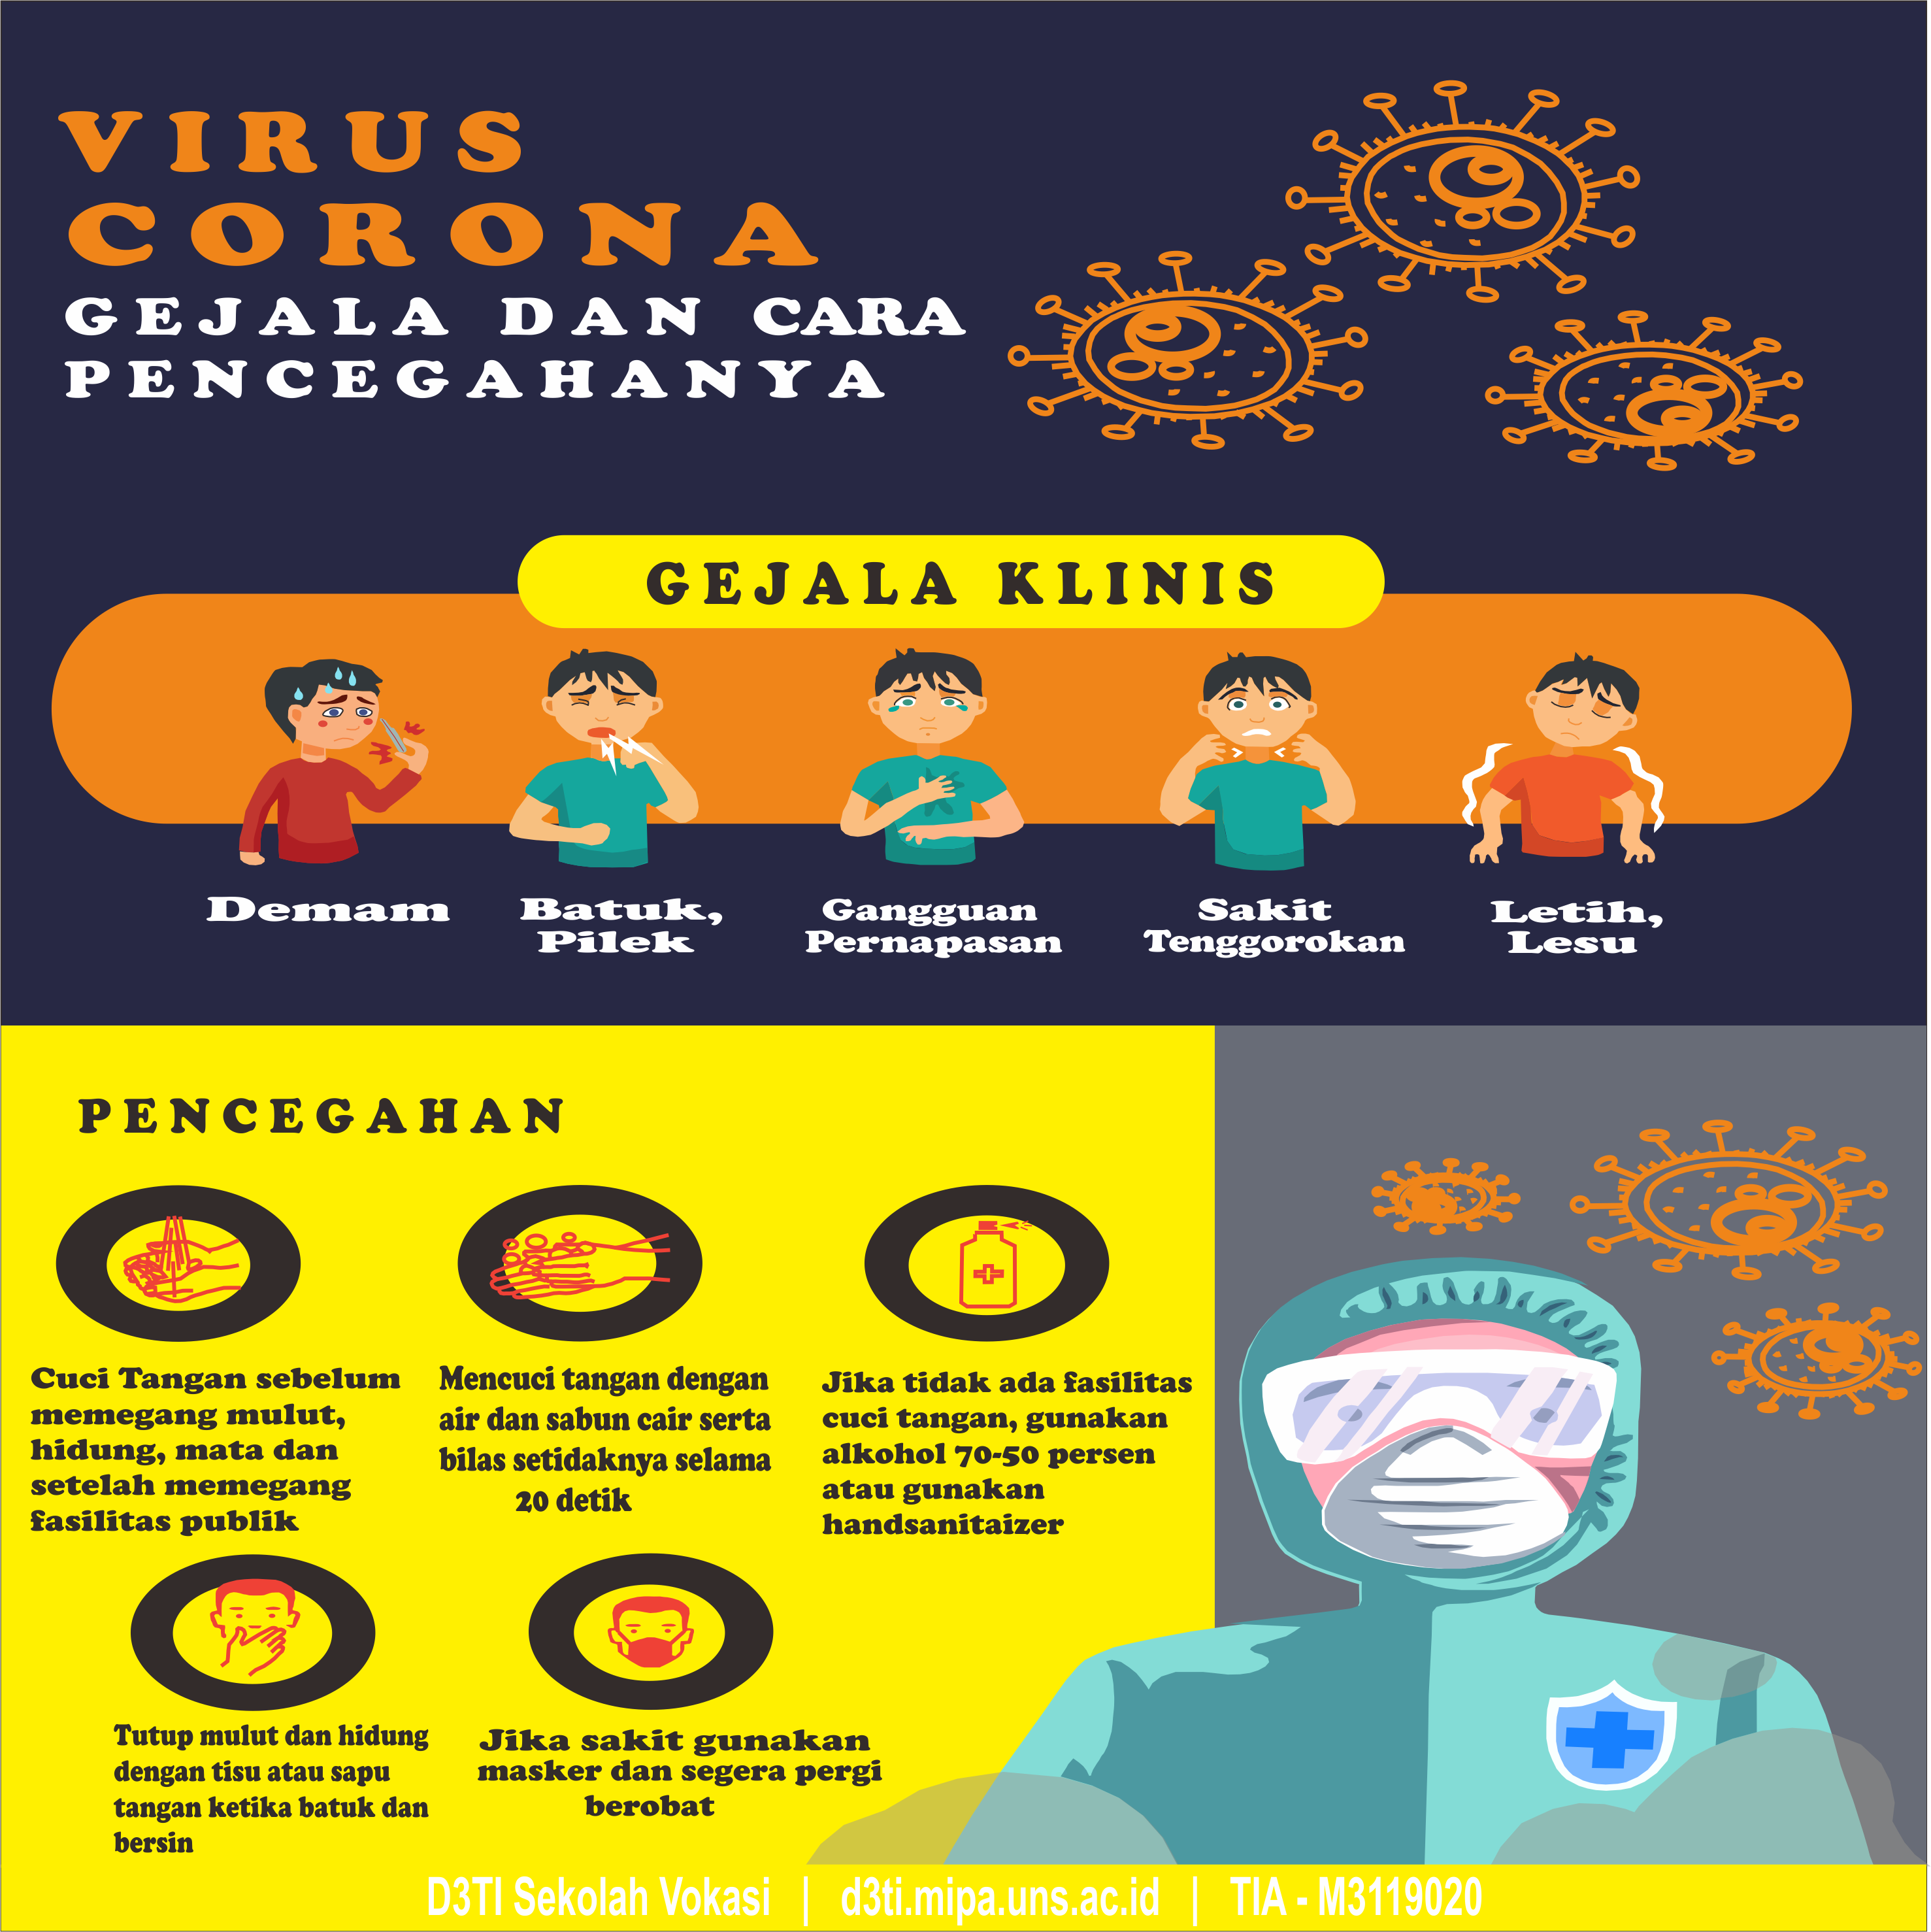 VIRUS
CORONA
GEJALA DAN CARA
PENCEGAHANYA
GEJALA KLINIS
Demam
Batuk,
Pilek
Gangguan
Pernapasan
Sakit
Tenggorokan
Letih,
Lesu
PENCEGAHAN
Cuci Tangan sebelum
memegang mulut,
hidung, mata dan
setelah memegang
fasilitas publik
Mencuci tangan dengan
air dan sabun cair serta
bilas setidaknya selama
20 detik
Jika tidak ada fasilitas
cuci tangan, gunakan
alkohol 70-50 persen
atau gunakan
handsanitaizer
Tutup mulut dan hidung
dengan tisu atau sapu
tangan ketika batuk dan
bersin
Jika sakit gunakan
masker dan segera pergi
berobat
D3TI Sekolah Vokasi | d3ti.mipa.uns.ac.id | TIA - M3119020